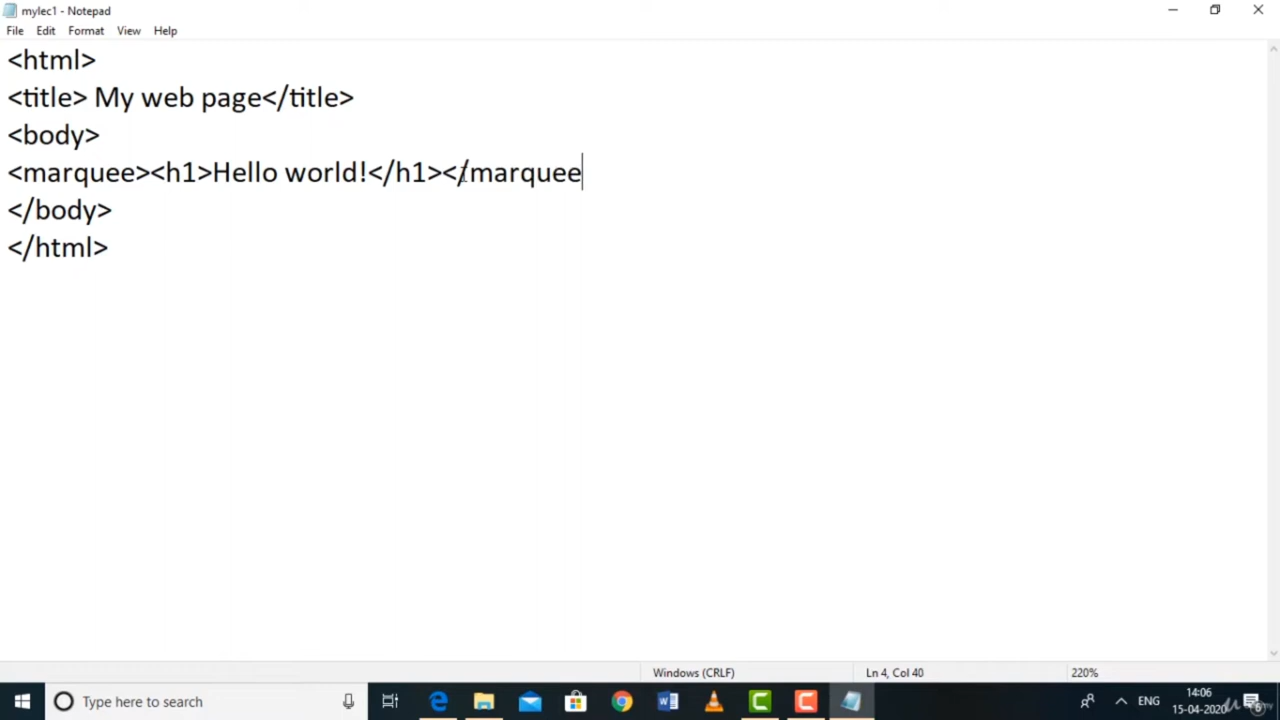 mylec1 - Notepad
File Edit Format View Help
<html>
<title> My web page</title>
<body>
<marquee><h1>Hello world!</h1></marquee
</body>
</html>
Windows (CRLF) Ln 4, Col 40 220%
Type here to search ENG 14:06
15-04-2020